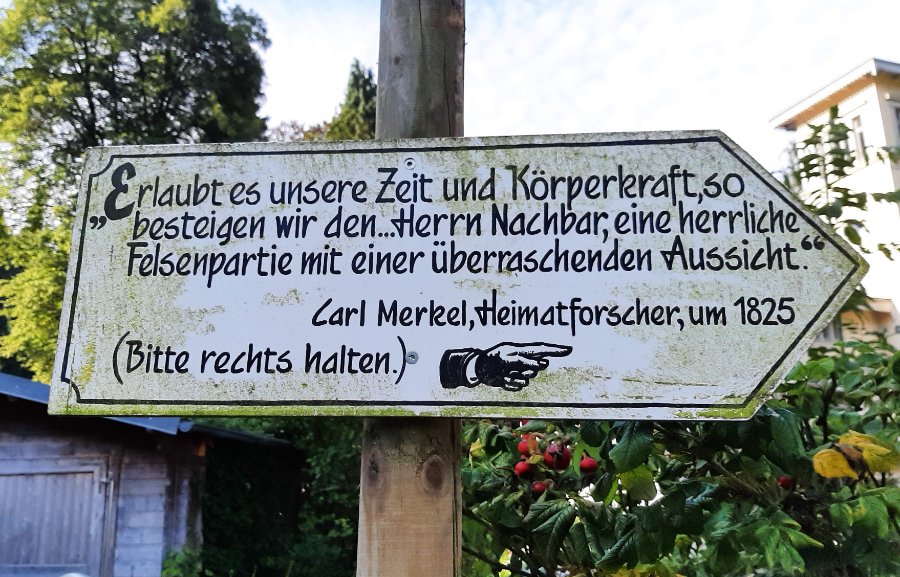 „Erlaubt es unsere Zeit und Körperkraft, so
besteigen wir den...Herrn Nachbar, eine herrliche
Felsenpartie mit einer überraschenden Aussicht.“
Carl Merkel, Heimatforscher, um 1825
(Bitte rechts halten.)